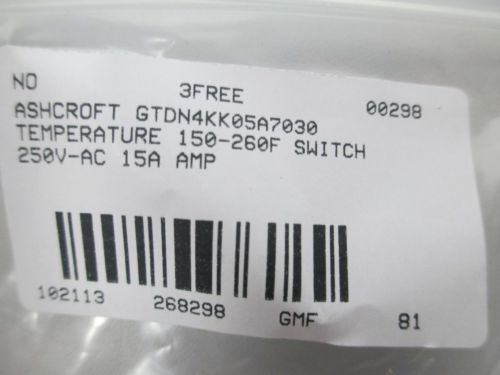 NO 3FREE 00298
ASHCROFT GTDN4KK05A7030
TEMPERATURE 150-260F SWITCH
250V-AC 15A AMP
102113 268298 GMF 81